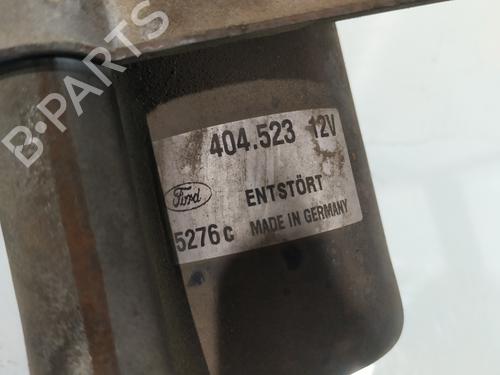 B-PARTS
404.523 12V
Ford
ENTSTÖRT
5276 c MADE IN GERMANY